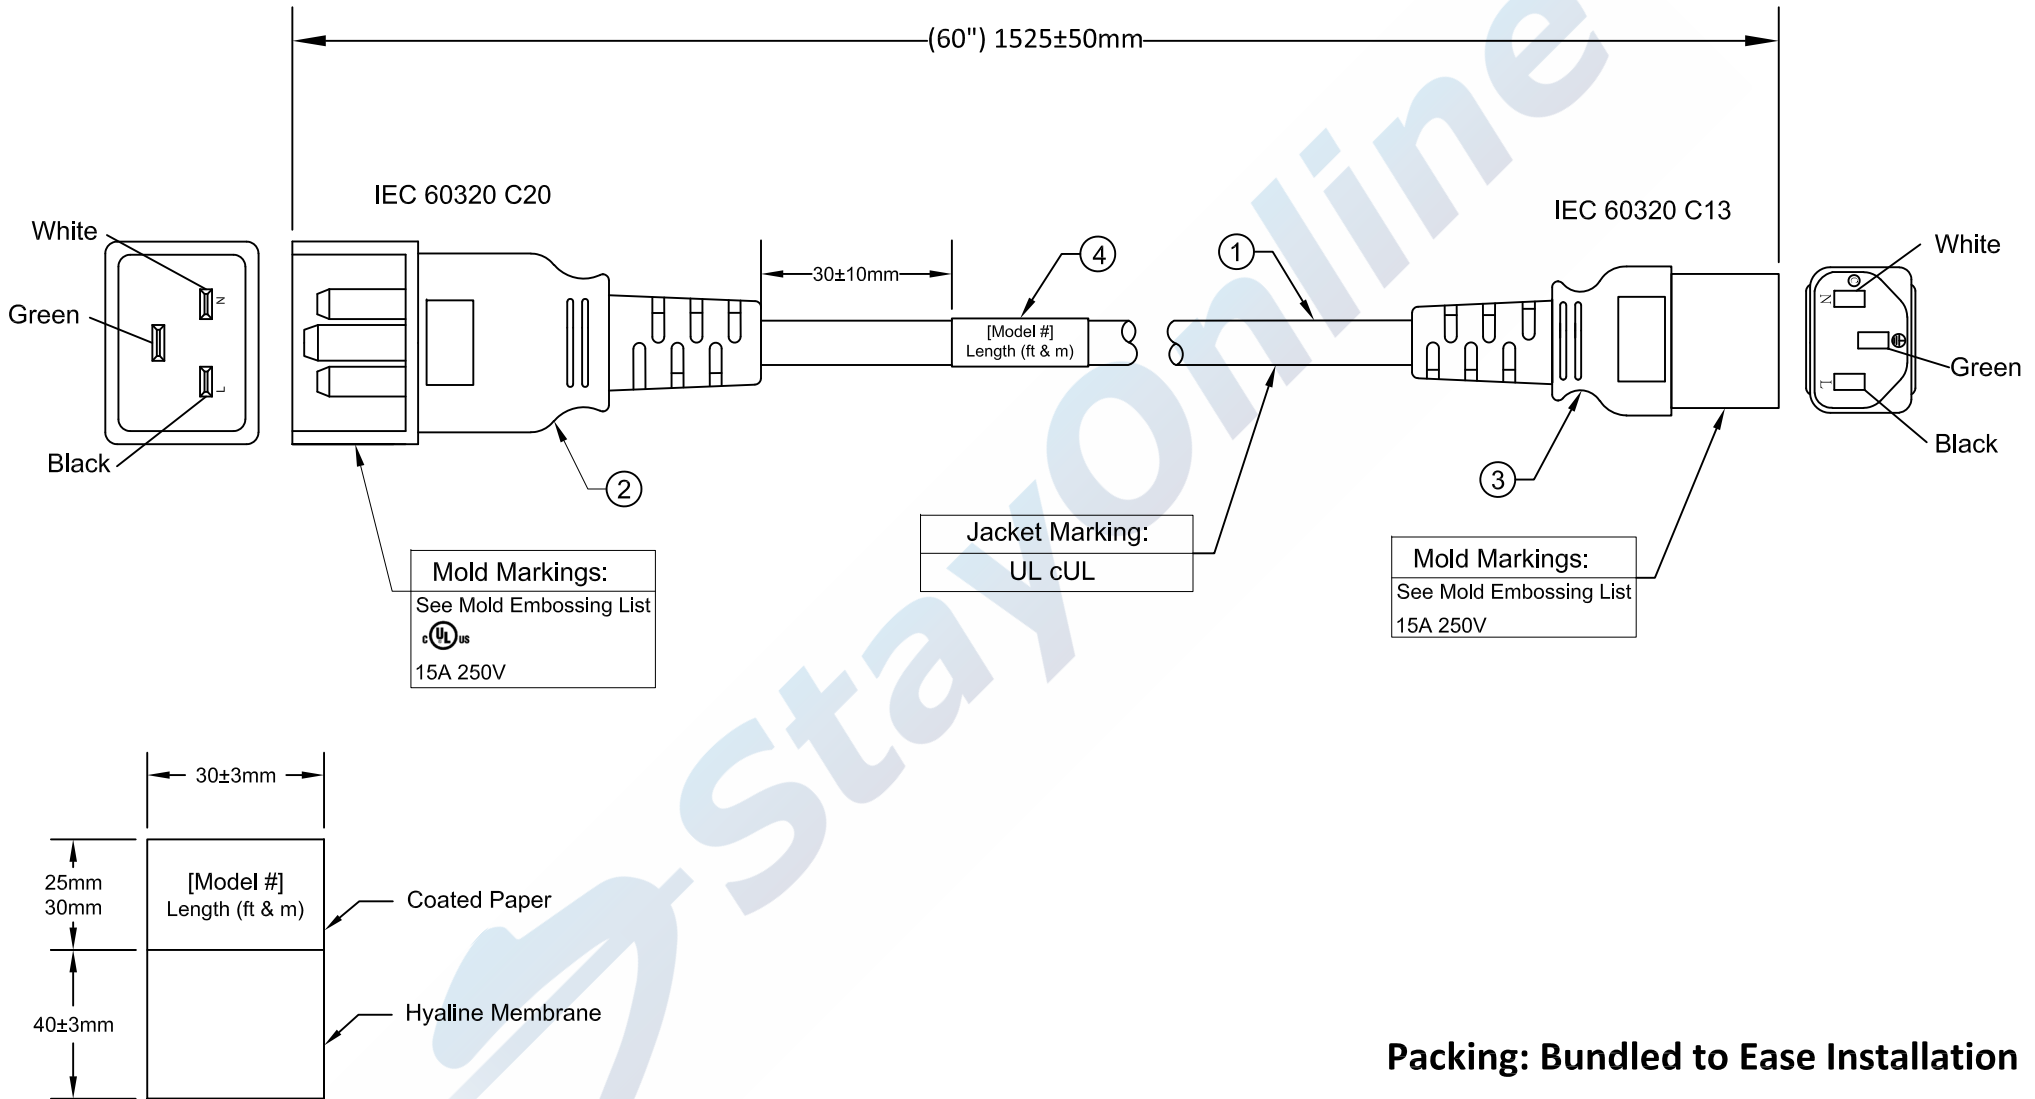 (60") 1525±50mm
IEC 60320 C20
IEC 60320 C13
White
Green
Black
N
L
30±10mm
4
1
[Model #]
Length (ft & m)
N
L
White
Green
Black
2
3
Mold Markings:
See Mold Embossing List
c UL us
15A 250V
Jacket Marking:
UL cUL
Mold Markings:
See Mold Embossing List
15A 250V
30±3mm
25mm
30mm
[Model #]
Length (ft & m)
Coated Paper
40±3mm
Hyaline Membrane
StayOnline
Packing: Bundled to Ease Installation